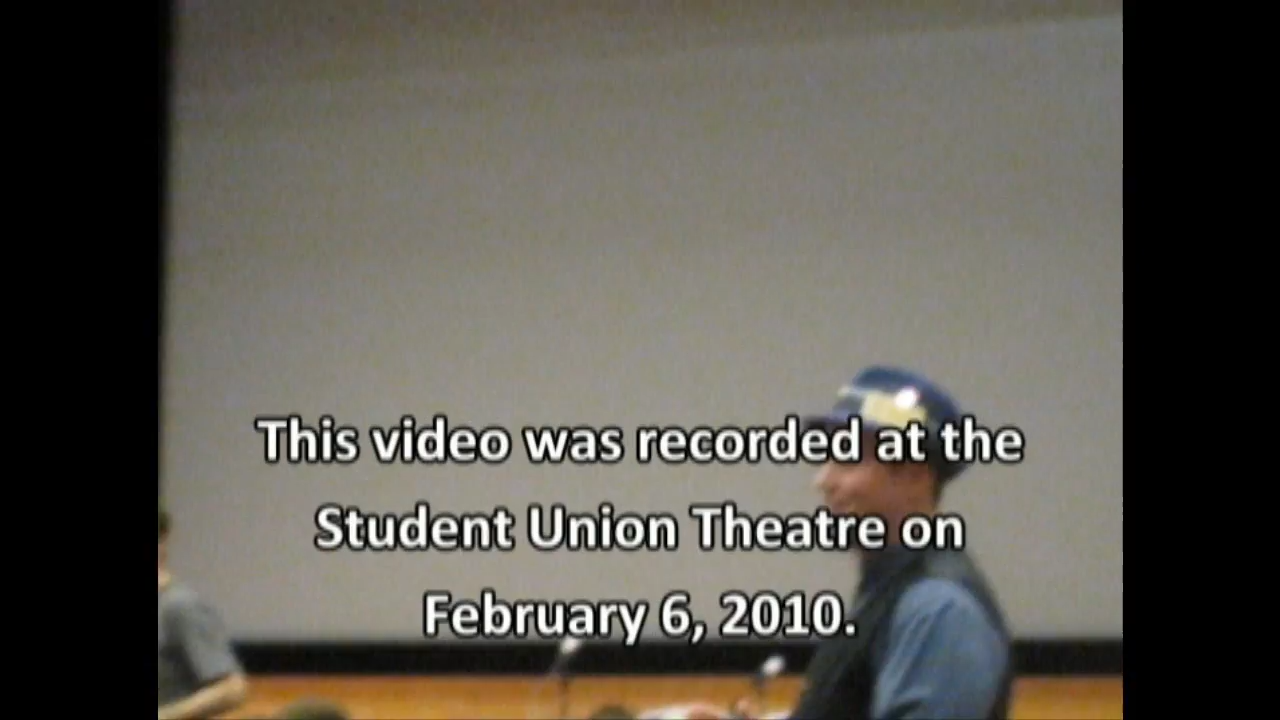 This video was recorded at the
Student Union Theatre on
February 6, 2010.